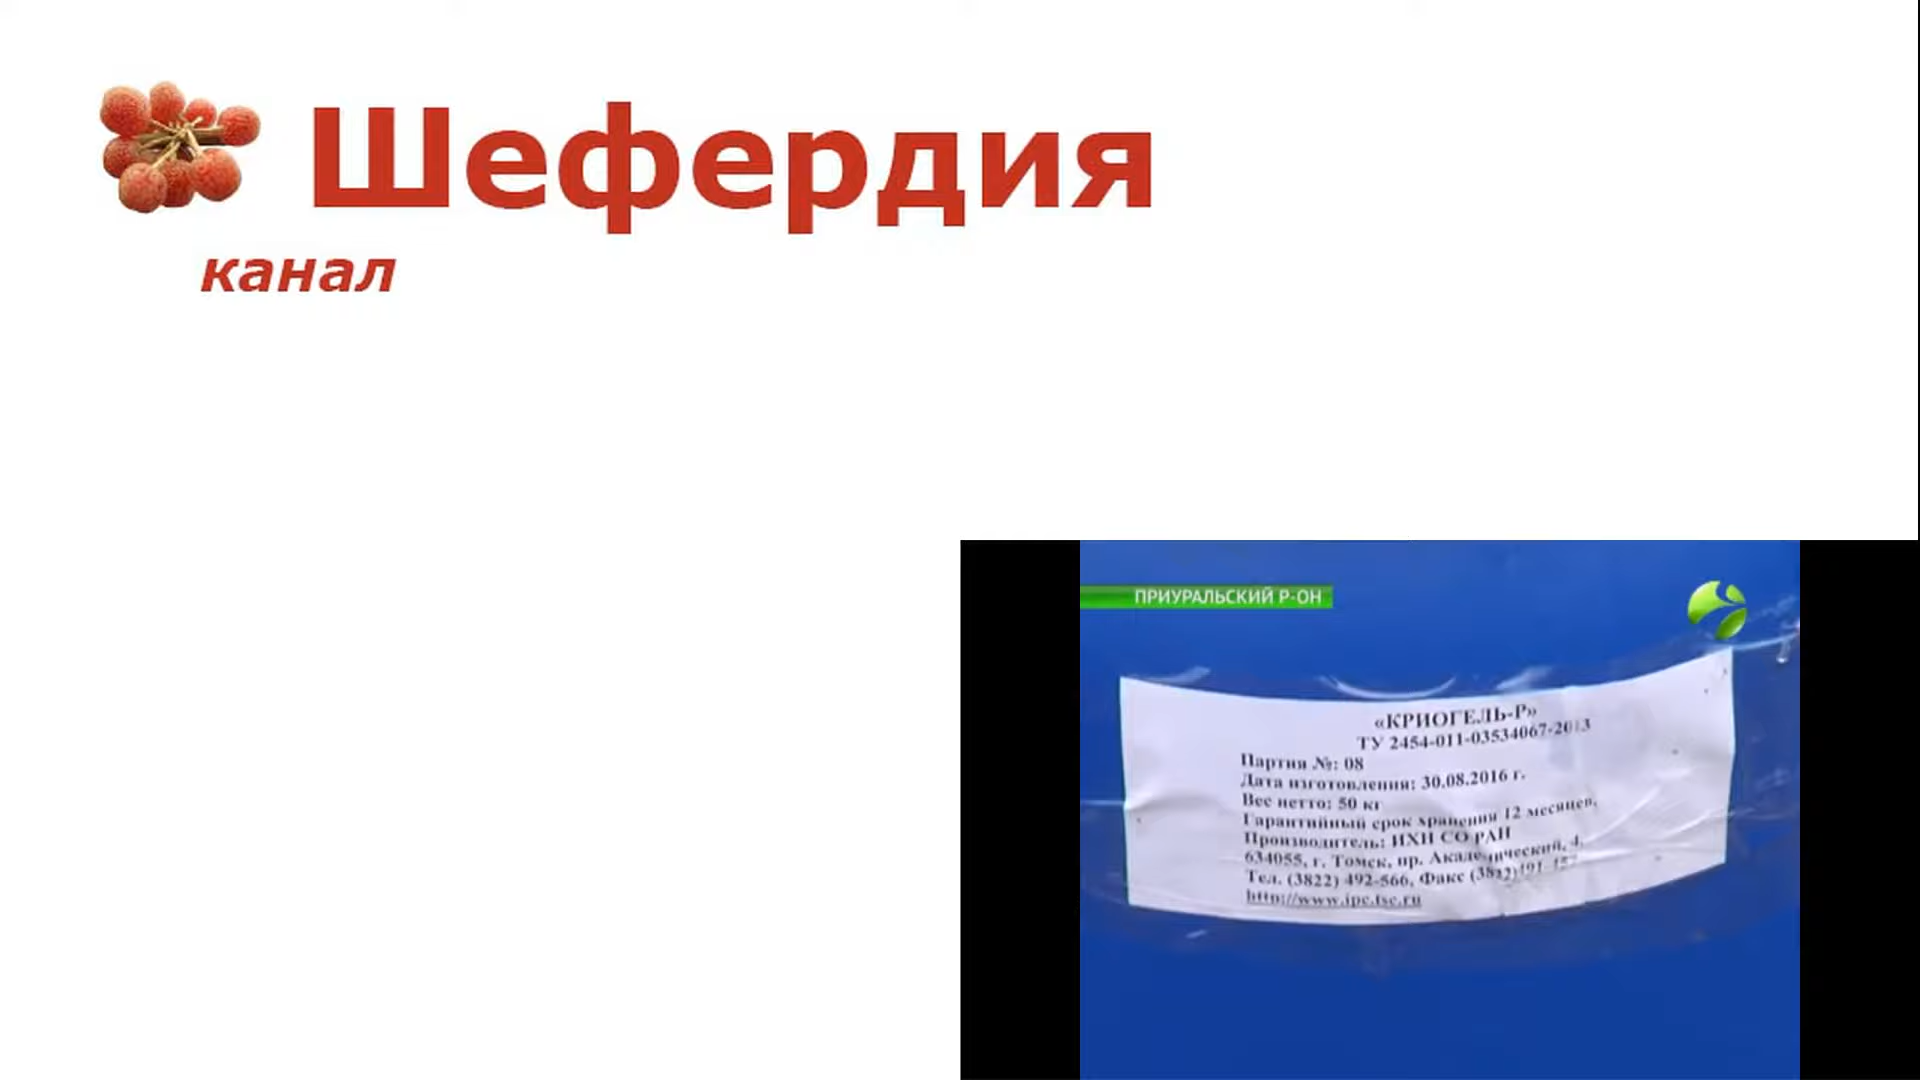 Шефердия
канал
ПРИУРАЛЬСКИЙ Р-ОН
«КРИОГЕЛЬ-Р»
ТУ 2454-011-03534067-2013
Партия №: 08
Дата изготовления: 30.08.2016 г.
Вес нетто: 50 кг
Гарантийный срок хранения 12 месяцев.
Производитель: ИХН СО РАН
634055, г. Томск, пр. Академический, 4.
Тел. (3822) 492-566, Факс (3822)
http://www.ipc.tsc.ru